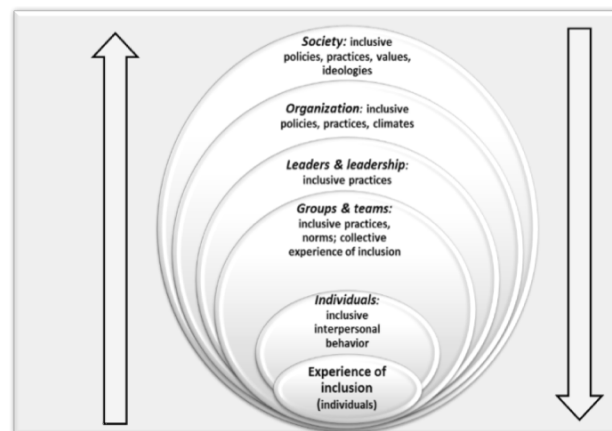 Society: inclusive
policies, practices, values,
ideologies
Organization: inclusive
policies, practices, climates
Leaders & leadership:
inclusive practices
Groups & teams:
inclusive practices,
norms; collective
experience of inclusion
Individuals:
inclusive
interpersonal
behavior
Experience of
inclusion
(individuals)